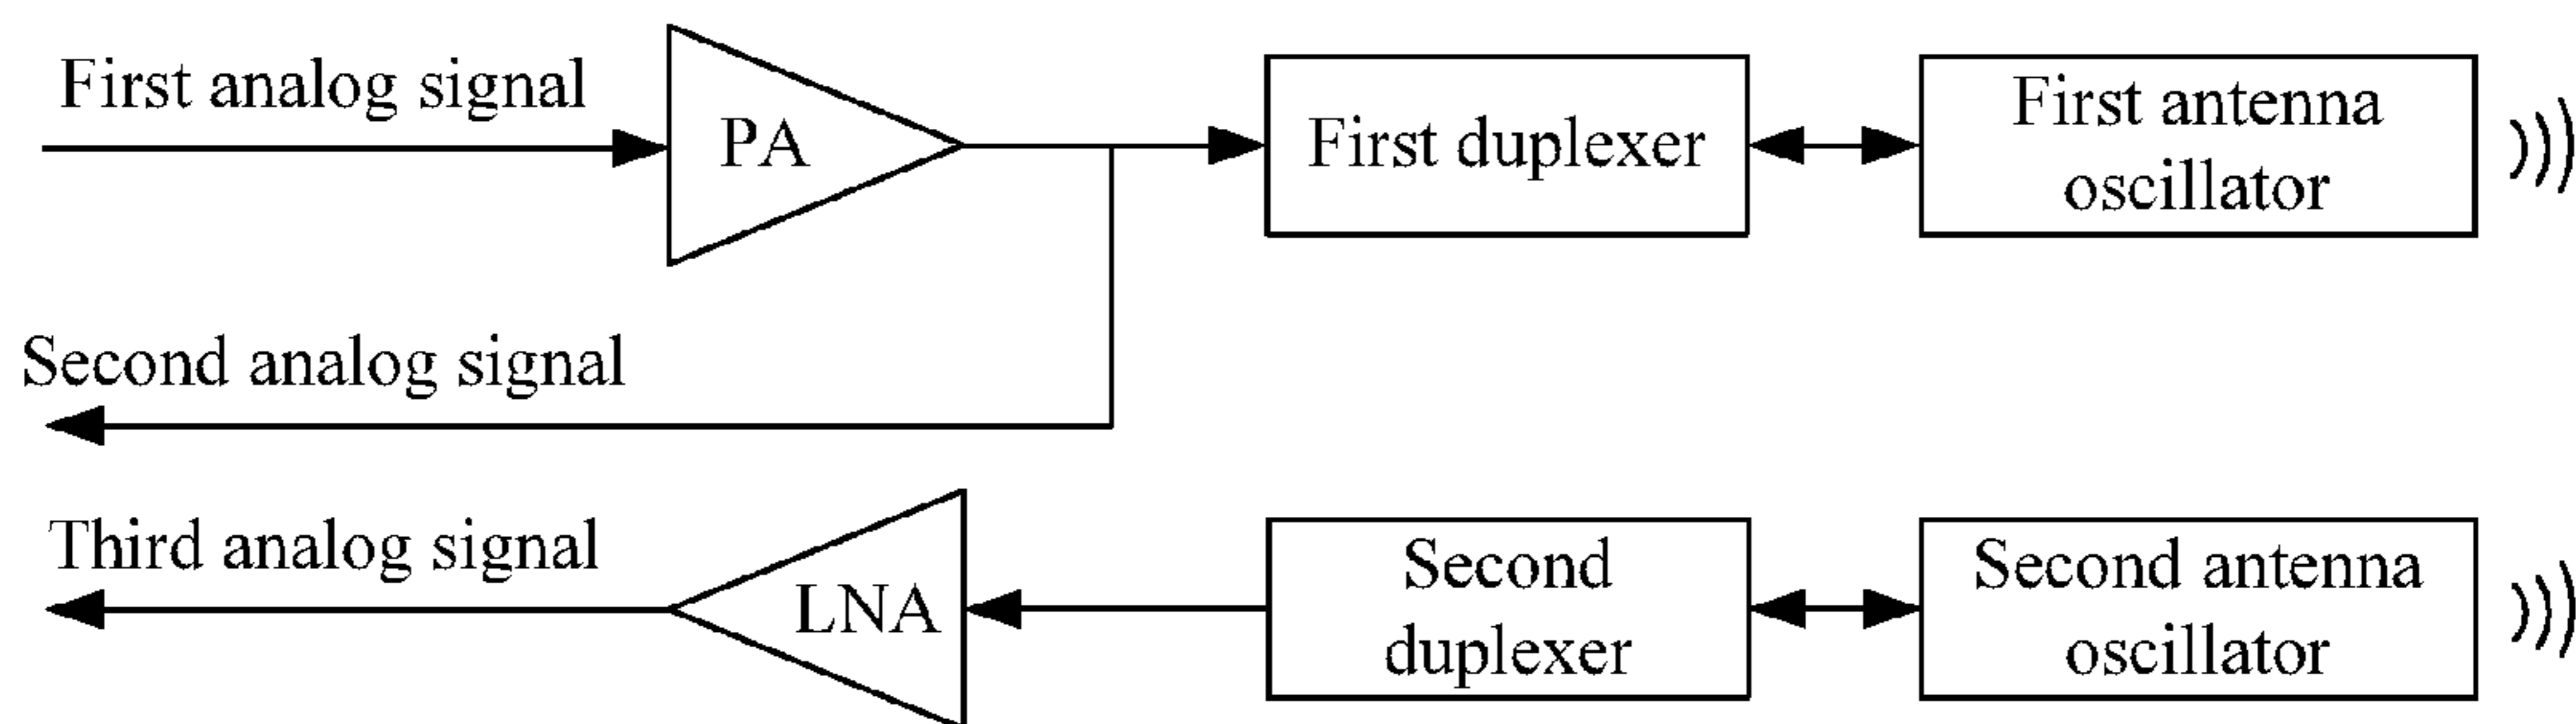 First analog signal
PA
First duplexer
First antenna
oscillator
Second analog signal
Third analog signal
LNA
Second
duplexer
Second antenna
oscillator